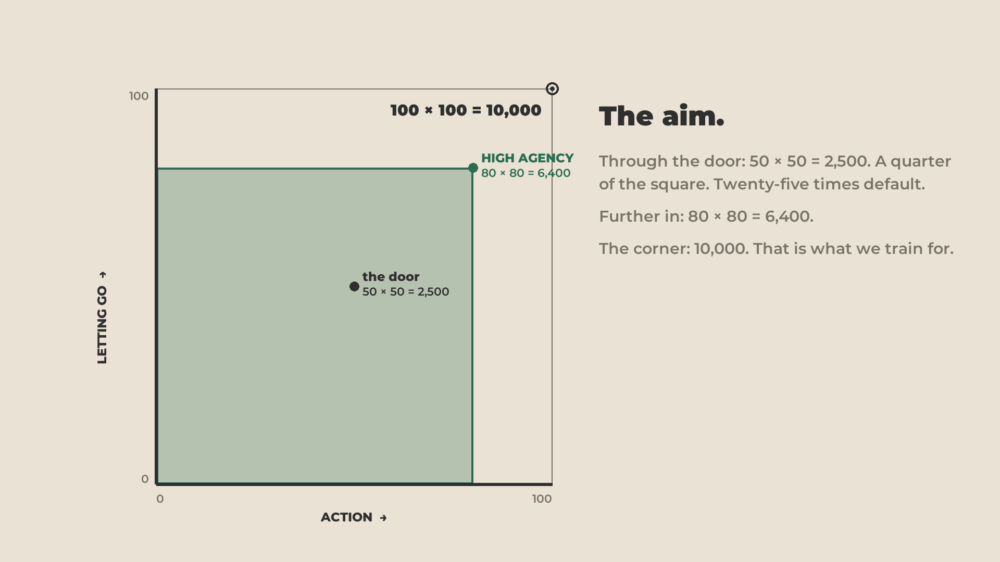 100
100 × 100 = 10,000
HIGH AGENCY
80 × 80 = 6,400
the door
50 × 50 = 2,500
LETTING GO →
0
0
100
ACTION →
The aim.
Through the door: 50 × 50 = 2,500. A quarter
of the square. Twenty-five times default.
Further in: 80 × 80 = 6,400.
The corner: 10,000. That is what we train for.